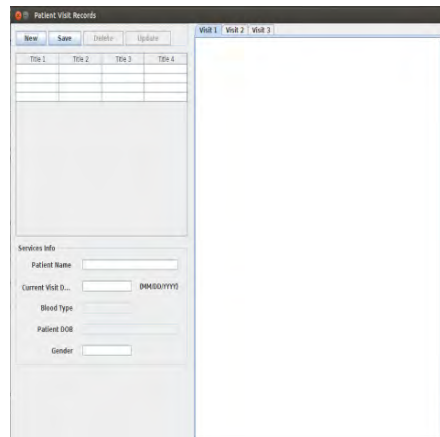 Patient Visit Records
New Save Delete Update
Visit 1 Visit 2 Visit 3
Title 1 Title 2 Title 3 Title 4
Services Info
Patient Name
Current Visit D... (MM/DD/YYYY)
Blood Type
Patient DOB
Gender